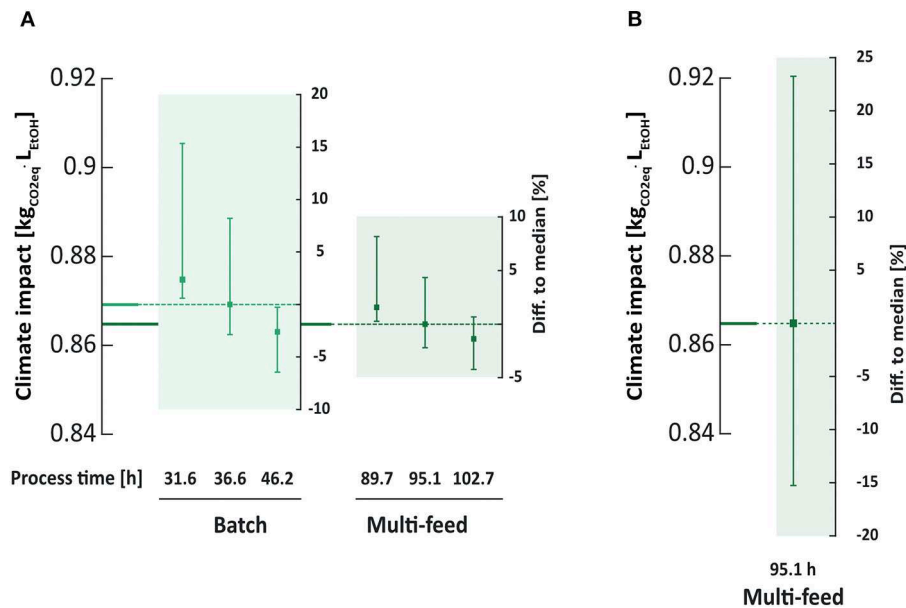 A
Climate impact [kgCO2eq· LEtOH]
0.92
0.9
0.88
0.86
0.84
20
15
10
5
-5
-10
10
5
-5
Diff. to median [%]
Process time [h] 31.6 36.6 46.2 89.7 95.1 102.7
Batch Multi-feed
B
Climate impact [kgCO2eq· LEtOH]
0.92
0.9
0.88
0.86
0.84
25
20
15
10
5
-5
-10
-15
-20
Diff. to median [%]
95.1 h
Multi-feed